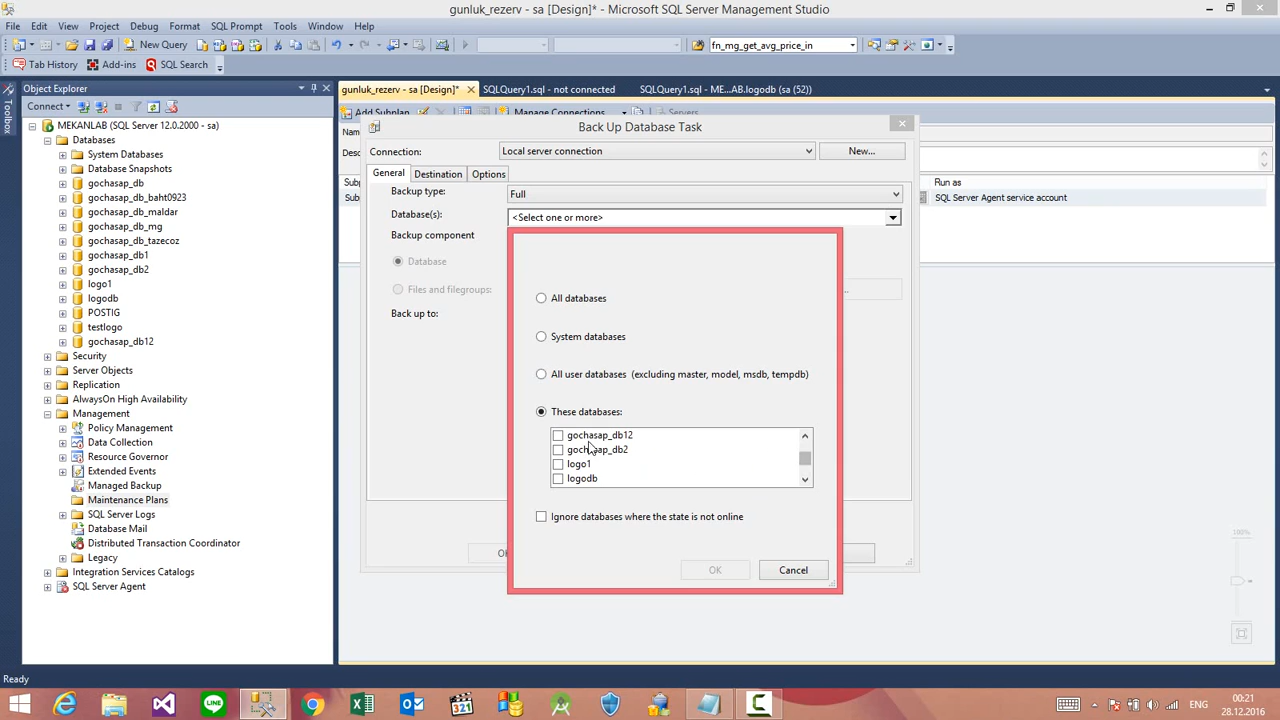 gunluk_rezerv - sa [Design]* - Microsoft SQL Server Management Studio
File Edit View Project Debug Format SQL Prompt Tools Window Help
New Query fn_mg_get_avg_price_in
Tab History Add-ins SQL Search
Toolbox
Object Explorer
Connect
MEKANLAB (SQL Server 12.0.2000 - sa)
Databases
System Databases
Database Snapshots
gochasap_db
gochasap_db_baht0923
gochasap_db_maldar
gochasap_db_mg
gochasap_db_tazecoz
gochasap_db1
gochasap_db2
logo1
logodb
POSTIG
testlogo
gochasap_db12
Security
Server Objects
Replication
AlwaysOn High Availability
Management
Policy Management
Data Collection
Resource Governor
Extended Events
Managed Backup
Maintenance Plans
SQL Server Logs
Database Mail
Distributed Transaction Coordinator
Legacy
Integration Services Catalogs
SQL Server Agent
gunluk_rezerv - sa [Design]* SQLQuery1.sql - not connected SQLQuery1.sql - ME...AB.logodb (sa (52))
Add Subplan Manage Connections Servers
Run as
SQL Server Agent service account
Back Up Database Task
Connection: Local server connection New...
General Destination Options
Backup type: Full
Database(s): <Select one or more>
Backup component
Database
Files and filegroups:
Back up to:
All databases
System databases
All user databases (excluding master, model, msdb, tempdb)
These databases:
gochasap_db12
gochasap_db2
logo1
logodb
Ignore databases where the state is not online
OK Cancel
100%
Ready
321
ENG
00:21
28.12.2016